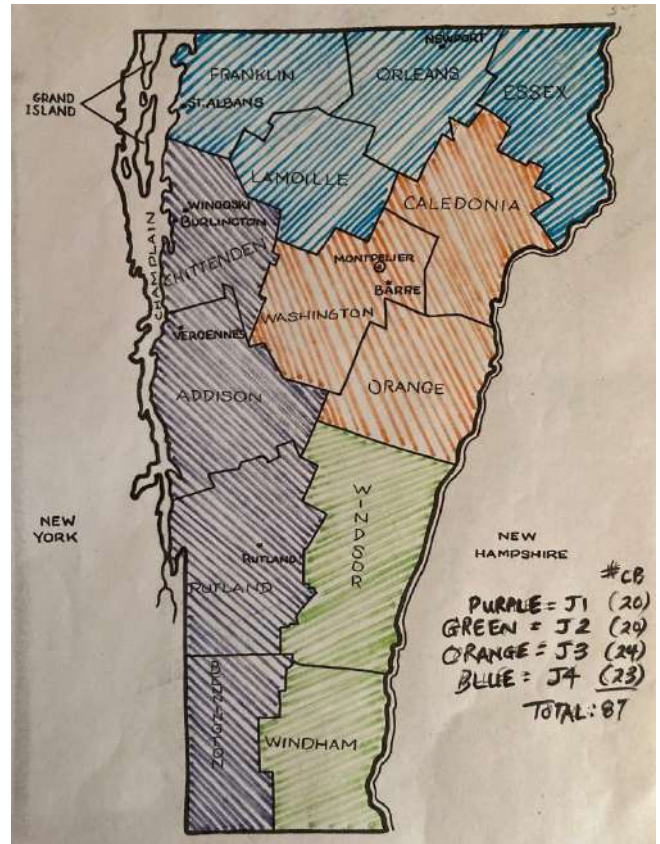 NEWPORT
FRANKLIN
ORLEANS
ESSEX
GRAND
ISLAND
ST. ALBANS
LAMOILLE
CALEDONIA
WINOOSKI
BURLINGTON
CHITTENDEN
CHAMPLAIN
MONTPELIER
BARRE
WASHINGTON
VERGENNES
ORANGE
ADDISON
WINDSOR
NEW
YORK
RUTLAND
RUTLAND
NEW
HAMPSHIRE
#CB
PURPLE = J1 (20)
GREEN = J2 (20)
ORANGE = J3 (24)
BLUE = J4 (23)
TOTAL: 87
BENNINGTON
WINDHAM